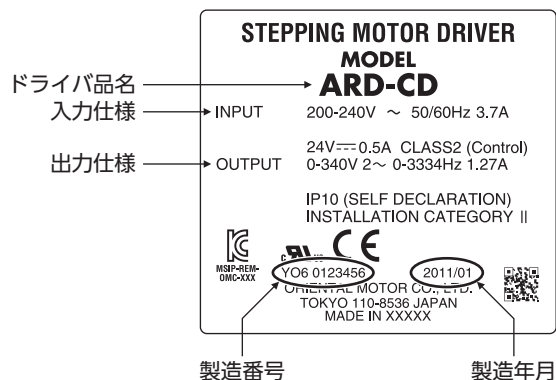 STEPPING MOTOR DRIVER
MODEL
ドライバ品名 ARD-CD
入力仕様 INPUT 200-240V ～ 50/60Hz 3.7A
24V⎓0.5A CLASS2 (Control)
出力仕様 OUTPUT 0-340V 2～ 0-3334Hz 1.27A
IP10 (SELF DECLARATION)
INSTALLATION CATEGORY II
c RU us CE
MSIP-REM-
OMC-XXX
YO6 0123456 2011/01
ORIENTAL MOTOR CO., LTD.
TOKYO 110-8536 JAPAN
MADE IN XXXXX
製造番号 製造年月